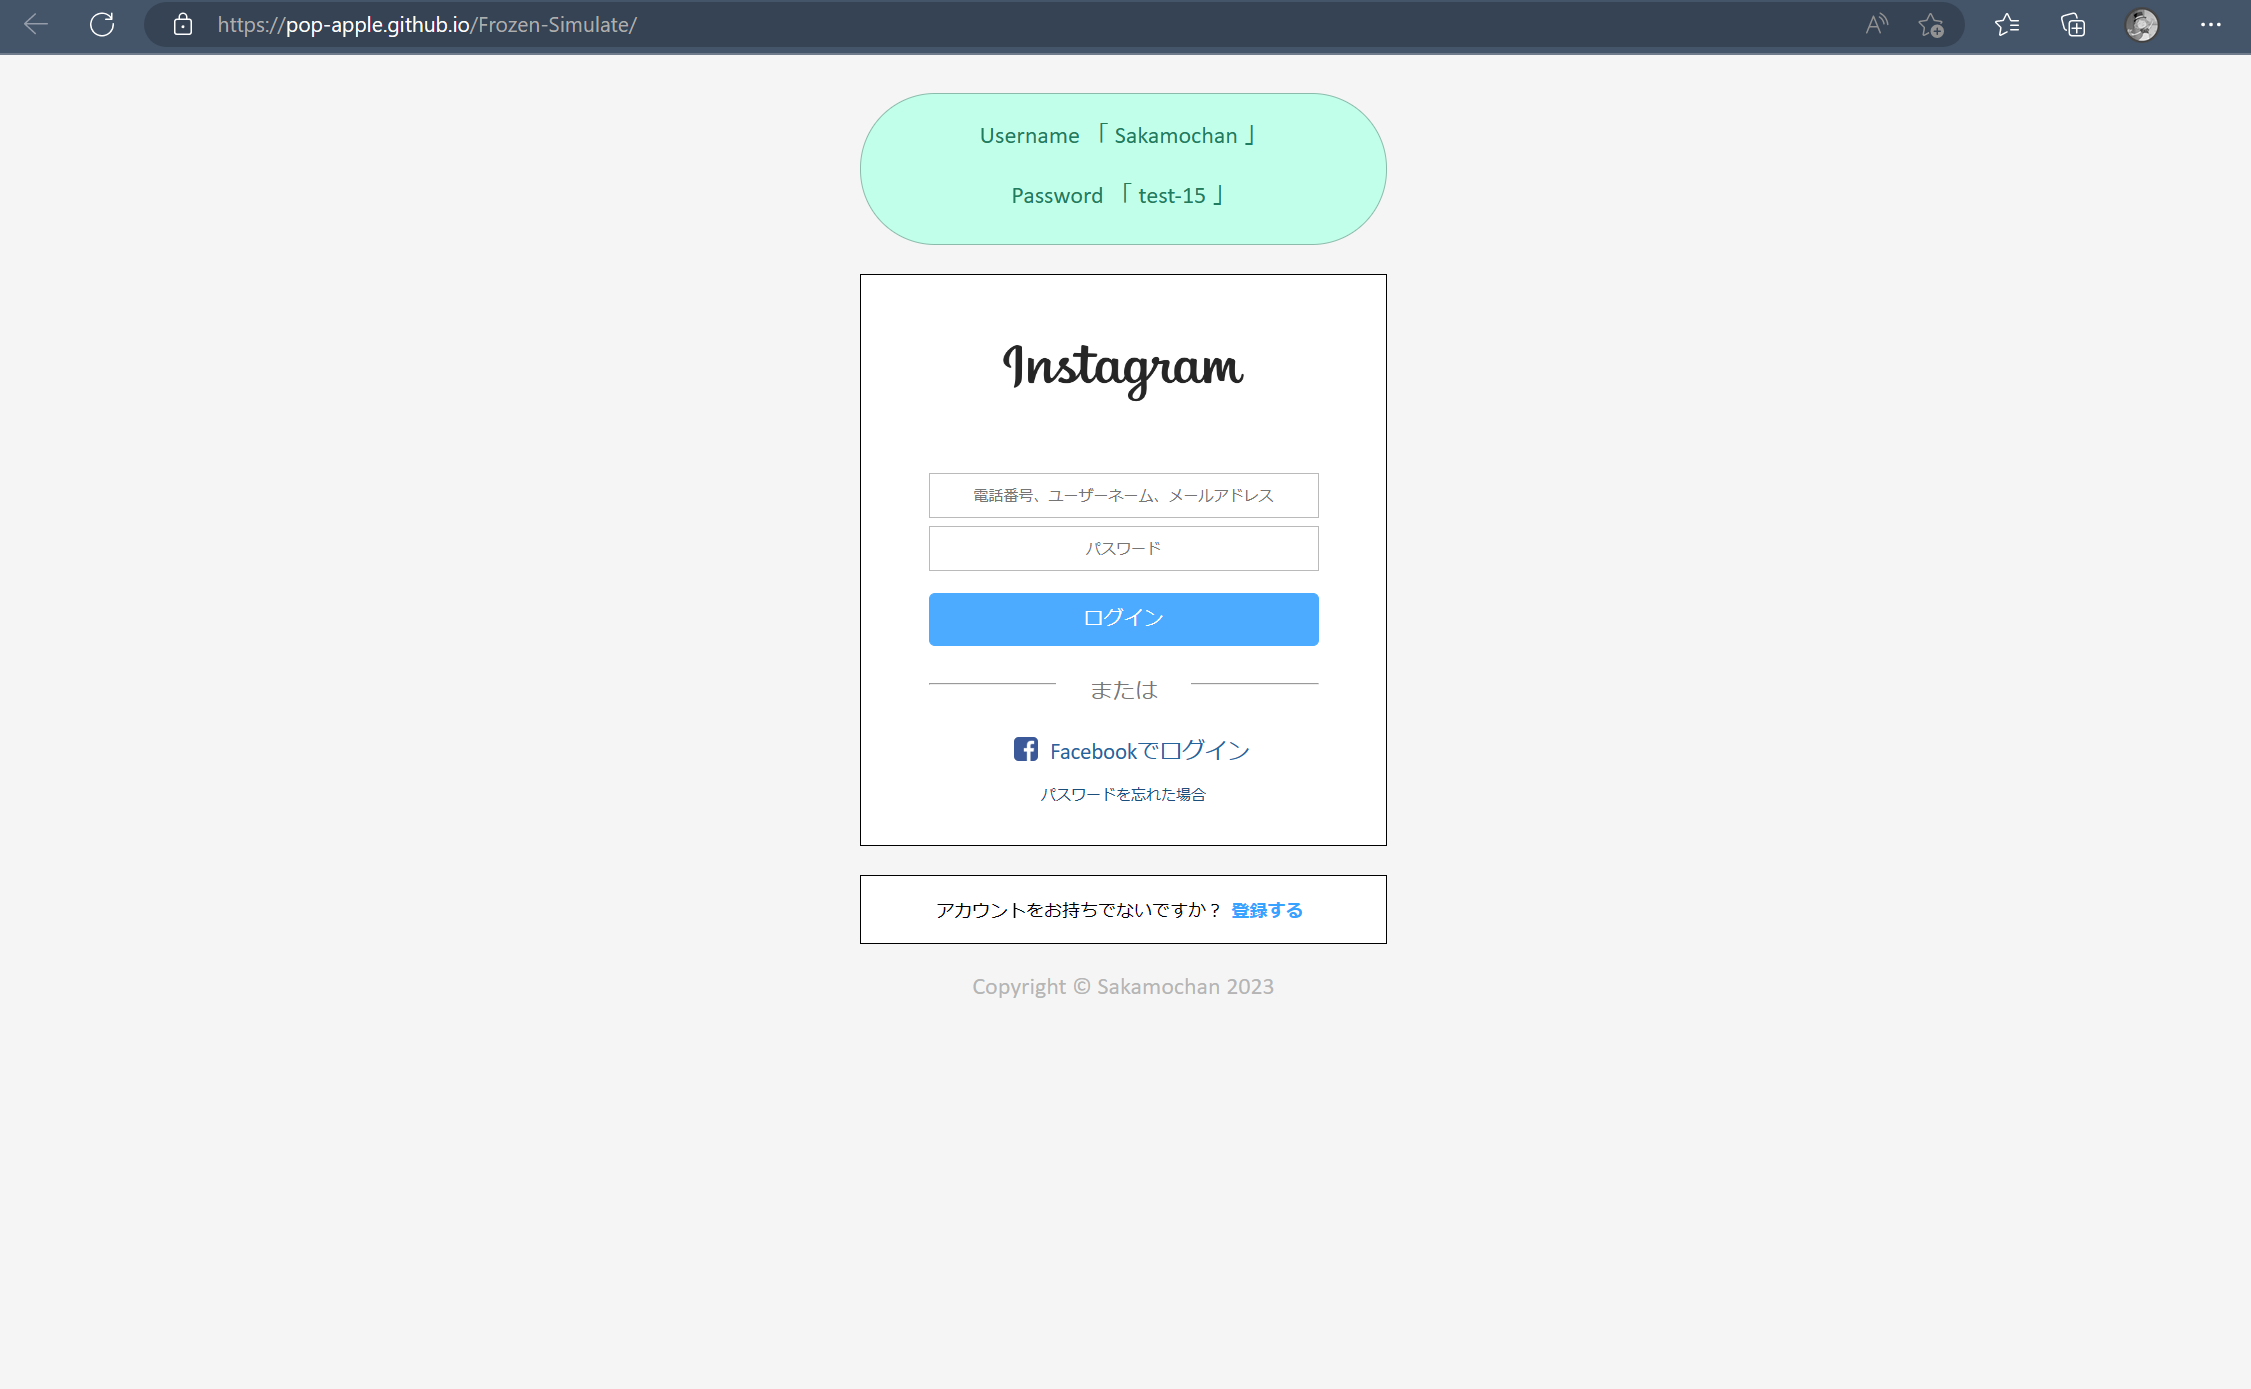 https://pop-apple.github.io/Frozen-Simulate/
Username 「 Sakamochan 」
Password 「 test-15 」
Instagram
電話番号、ユーザーネーム、メールアドレス
パスワード
ログイン
または
Facebookでログイン
パスワードを忘れた場合
アカウントをお持ちでないですか？ 登録する
Copyright © Sakamochan 2023